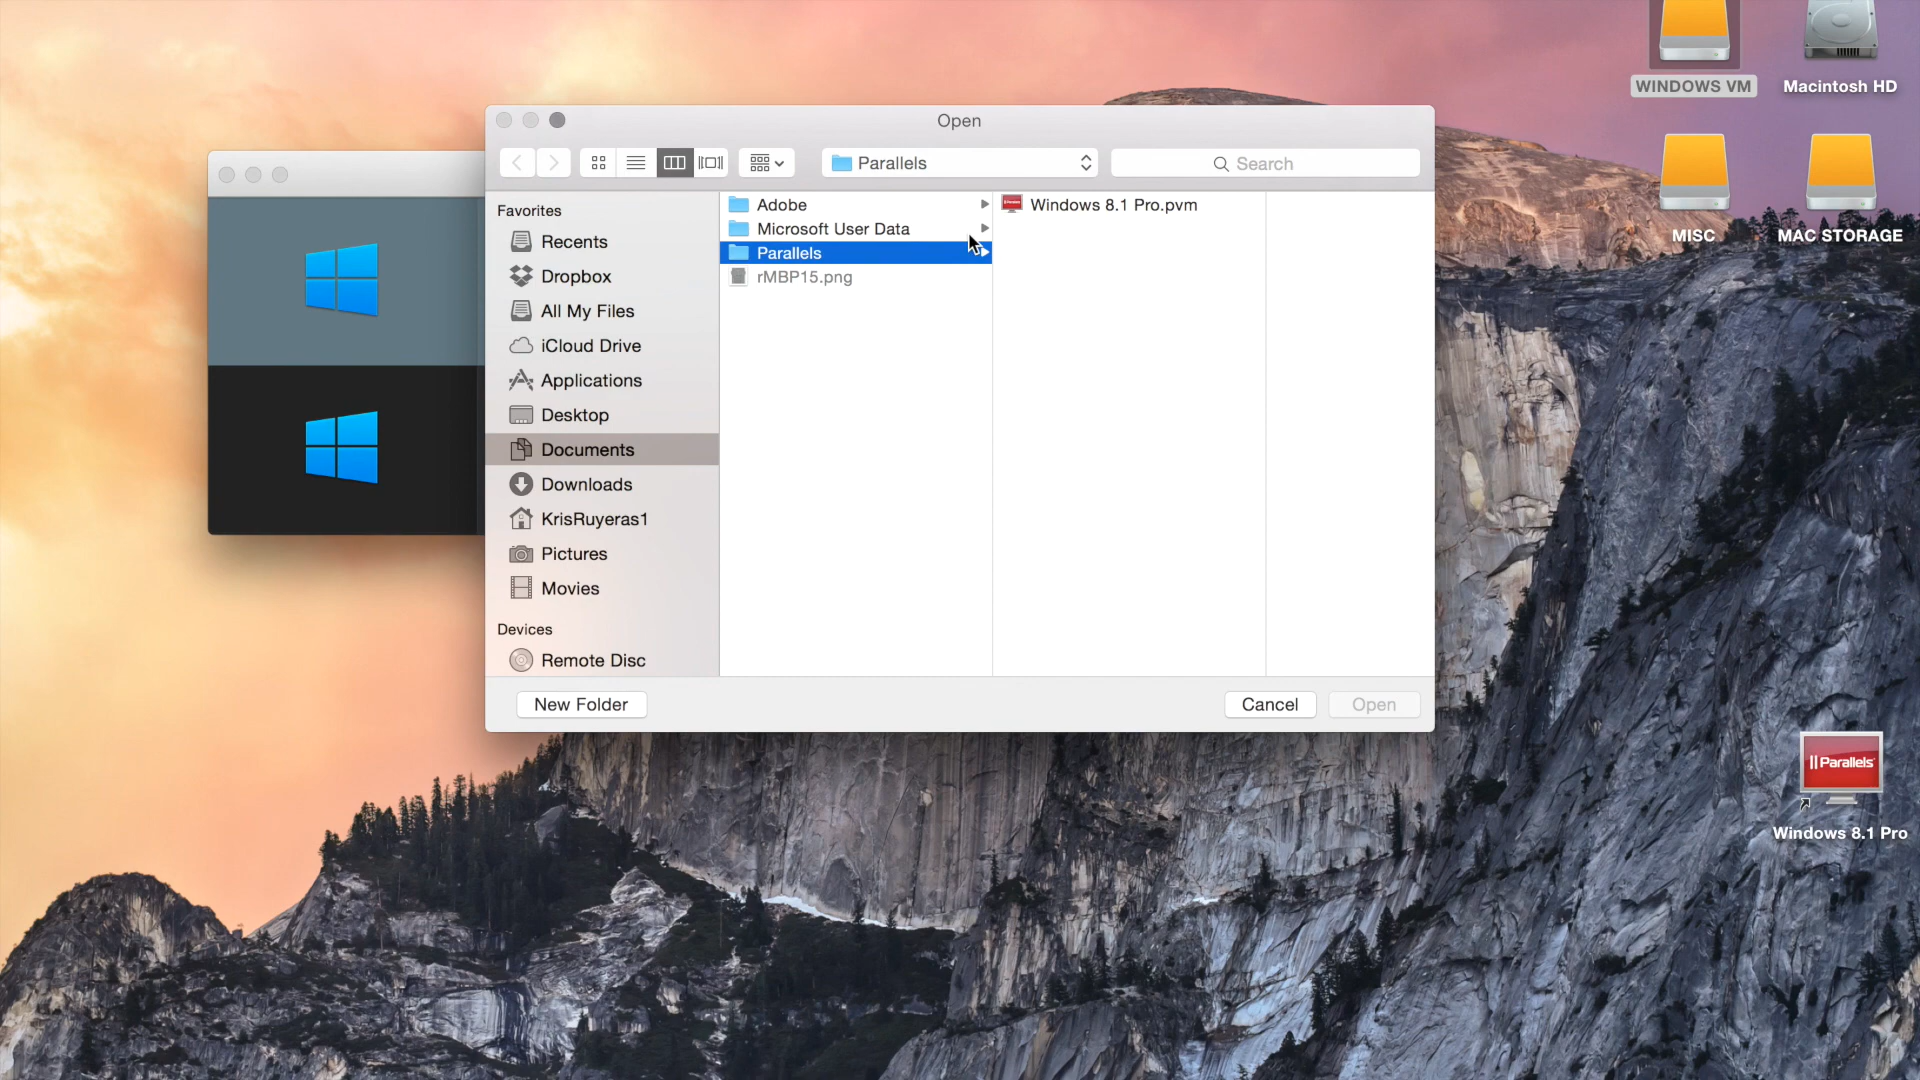 WINDOWS VM
Macintosh HD
MISC
MAC STORAGE
Open
Parallels
Search
Favorites
Recents
Dropbox
All My Files
iCloud Drive
Applications
Desktop
Documents
Downloads
KrisRuyeras1
Pictures
Movies
Devices
Remote Disc
Adobe
Microsoft User Data
Parallels
rMBP15.png
Windows 8.1 Pro.pvm
New Folder
Cancel
Open
Parallels
Windows 8.1 Pro